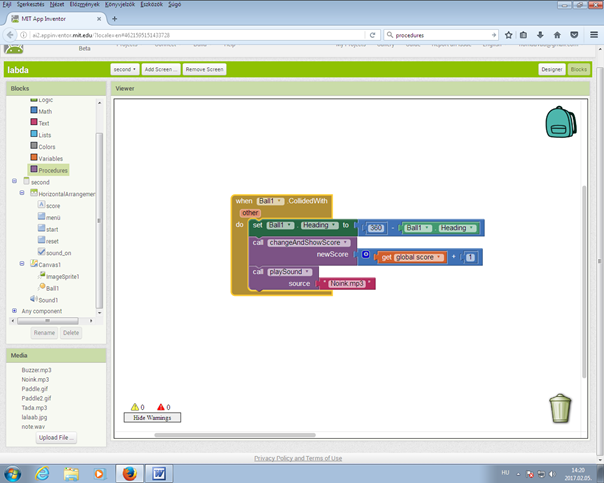 Fájl Szerkesztés Nézet Előzmények Könyvjelzők Eszközök Súgó
MIT App Inventor
ai2.appinventor.mit.edu/?locale=en#4621505151433728
procedures
Beta
labda
second
Add Screen ...
Remove Screen
Designer
Blocks
Blocks
Viewer
Logic
Math
Text
Lists
Colors
Variables
Procedures
second
HorizontalArrangemen
score
menü
start
reset
sound_on
Canvas1
ImageSprite1
Ball1
Sound1
Any component
Rename
Delete
Media
Buzzer.mp3
Noink.mp3
Paddle.gif
Paddle2.gif
Tada.mp3
lalaab.jpg
note.wav
Upload File ...
when Ball1 .CollidedWith
other
do set Ball1 . Heading to 360 - Ball1 . Heading
call changeAndShowScore
newScore get global score + 1
call playSound
source " Noink.mp3 "
0 0
Hide Warnings
Privacy Policy and Terms of Use
HU
14:20
2017.02.05.